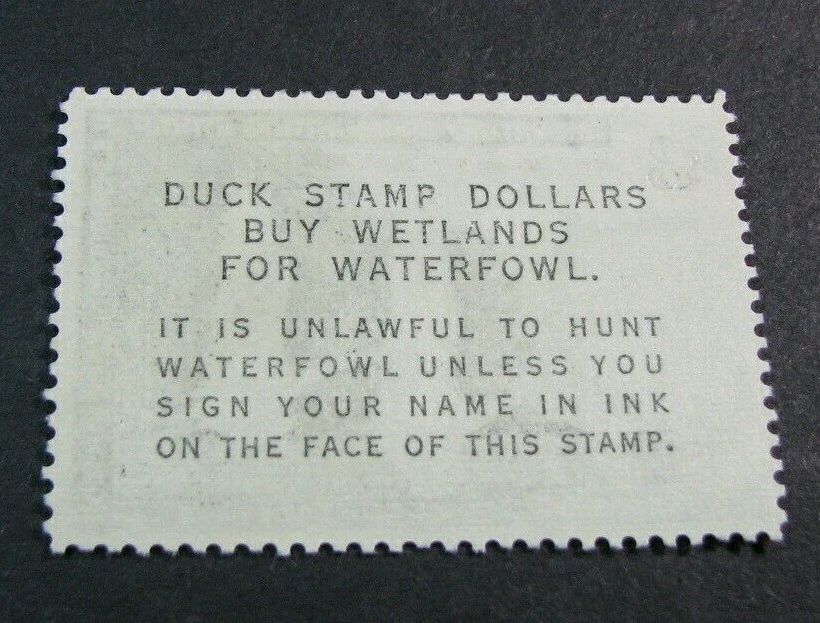 DUCK STAMP DOLLARS
BUY WETLANDS
FOR WATERFOWL.
IT IS UNLAWFUL TO HUNT
WATERFOWL UNLESS YOU
SIGN YOUR NAME IN INK
ON THE FACE OF THIS STAMP.